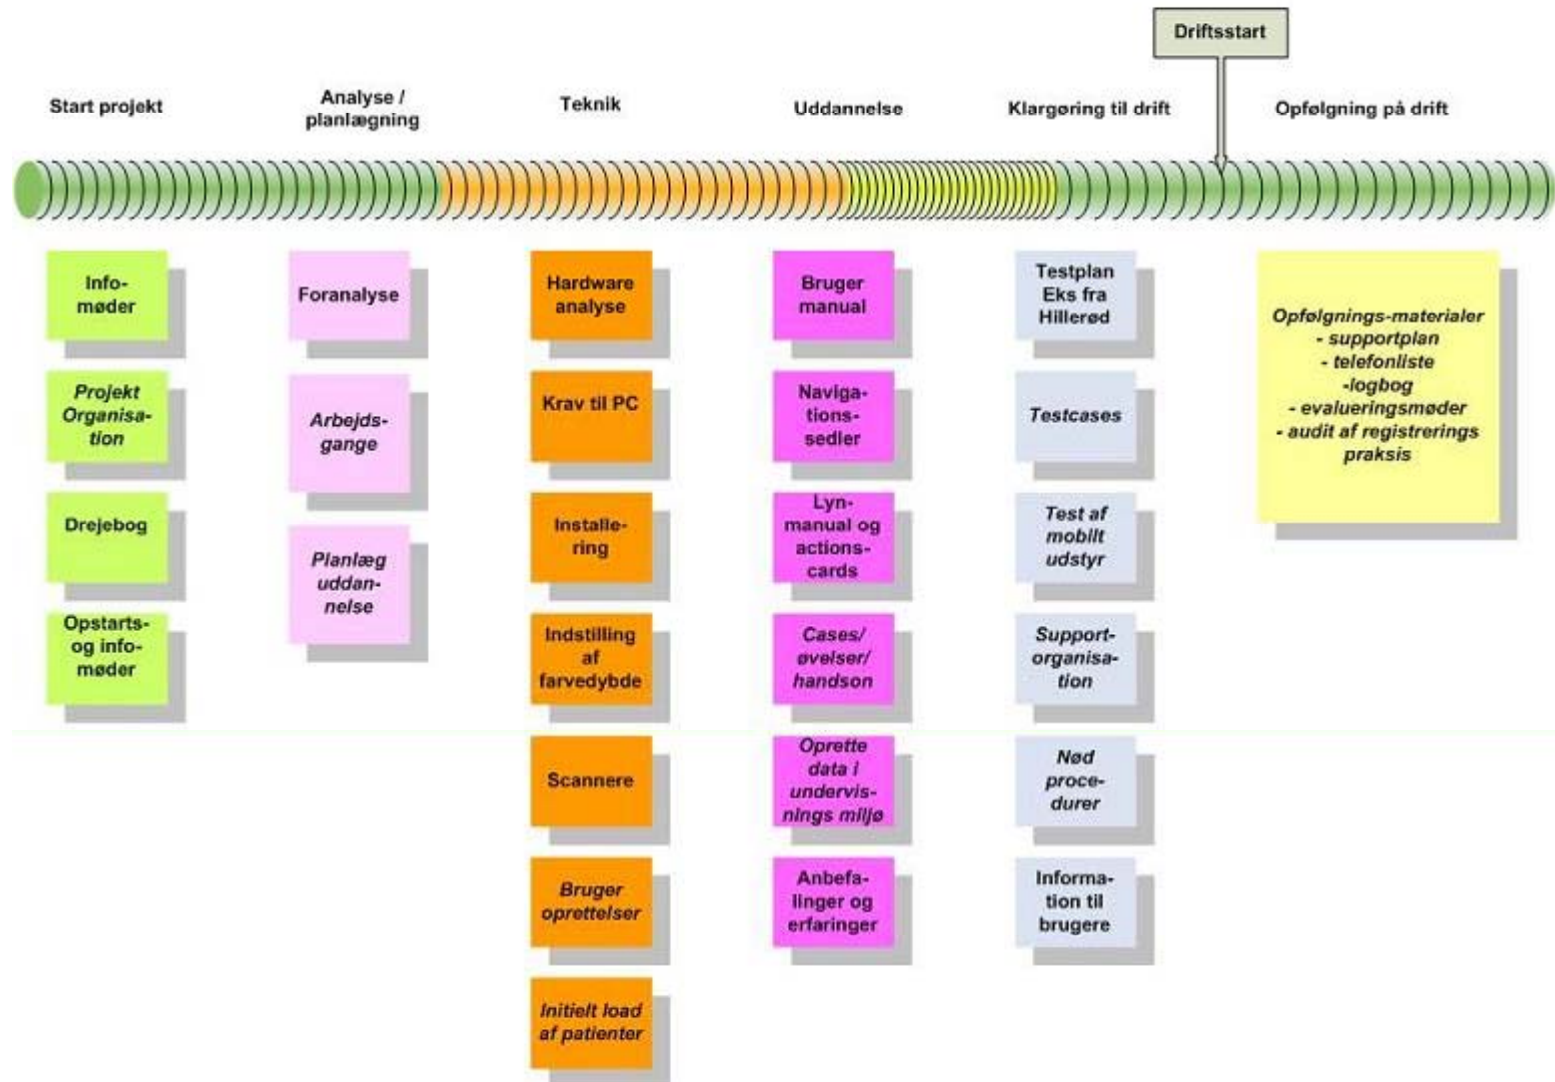 Driftsstart
Start projekt
Analyse /
planlægning
Teknik
Uddannelse
Klargøring til drift
Opfølgning på drift
Info-
møder
Projekt
Organisa-
tion
Drejebog
Opstarts-
og info-
møder
Foranalyse
Arbejds-
gange
Planlæg
uddan-
nelse
Hardware
analyse
Krav til PC
Installe-
ring
Indstilling
af
farvedybde
Scannere
Bruger
oprettelser
Initielt load
af patienter
Bruger
manual
Naviga-
tions-
sedler
Lyn-
manual og
actions-
cards
Cases/
øvelser/
handson
Oprette
data i
undervis-
nings miljø
Anbefa-
linger og
erfaringer
Testplan
Eks fra
Hillerød
Testcases
Test af
mobilt
udstyr
Support-
organisa-
tion
Nød
proce-
durer
Informa-
tion til
brugere
Opfølgnings-materialer
- supportplan
- telefonliste
-logbog
- evalueringsmøder
- audit af registrerings
praksis